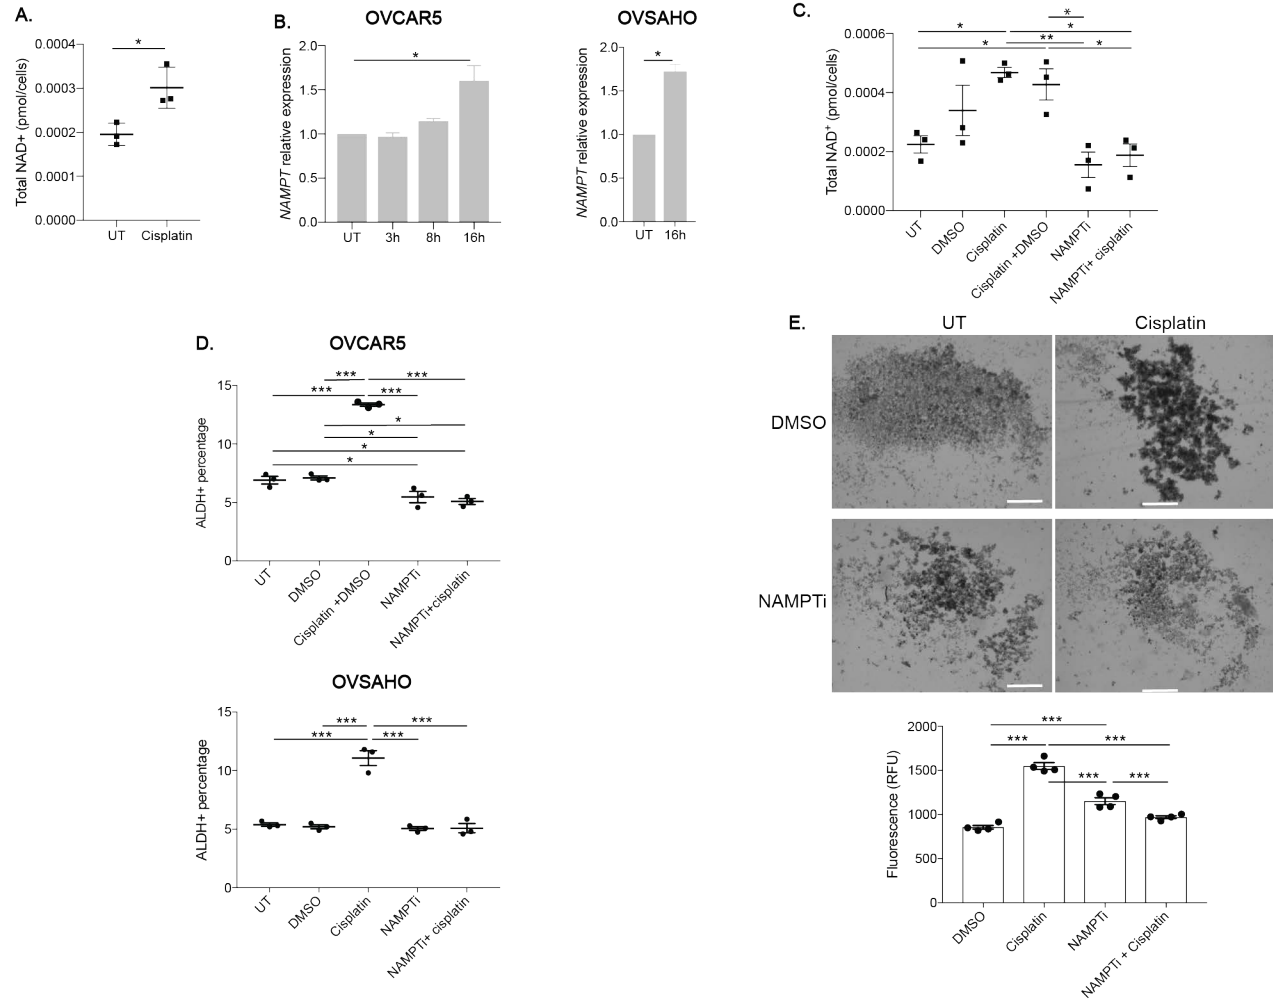 A.
Total NAD+ (pmol/cells)
0.0004
0.0003
0.0002
0.0001
0.0000
*
UT
Cisplatin
B.
OVCAR5
NAMPT relative expression
2.0
1.5
1.0
0.5
0.0
*
UT
3h
8h
16h
OVSAHO
NAMPT relative expression
2.0
1.5
1.0
0.5
0.0
*
UT
16h
C.
Total NAD+ (pmol/cells)
0.0006
0.0004
0.0002
0.0000
*
* *
**
* *
UT
DMSO
Cisplatin
Cisplatin +DMSO
NAMPTi
NAMPTi+ cisplatin
D.
OVCAR5
ALDH+ percentage
15
10
5
0
*** ***
*** ***
*
*
*
*
UT
DMSO
Cisplatin +DMSO
NAMPTi
NAMPTi+cisplatin
OVSAHO
ALDH+ percentage
15
10
5
0
*** ***
*** ***
UT
DMSO
Cisplatin
NAMPTi
NAMPTi+ cisplatin
E.
UT
Cisplatin
DMSO
NAMPTi
Fluorescence (RFU)
2000
1500
1000
500
0
***
*** ***
*** ***
DMSO
Cisplatin
NAMPTi
NAMPTi + Cisplatin